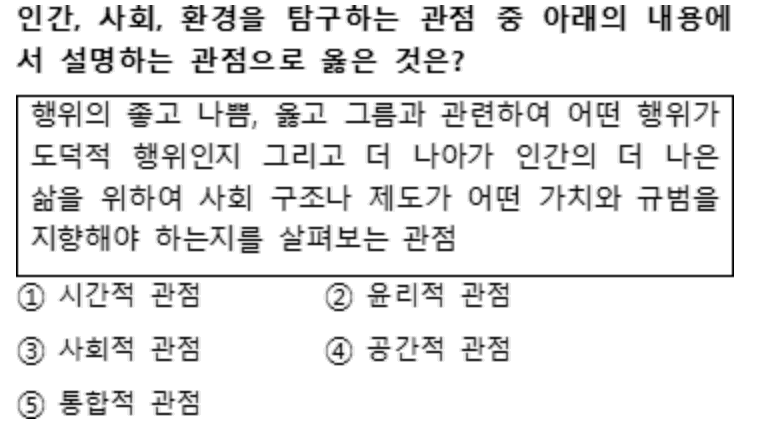 인간, 사회, 환경을 탐구하는 관점 중 아래의 내용에
서 설명하는 관점으로 옳은 것은?
행위의 좋고 나쁨, 옳고 그름과 관련하여 어떤 행위가
도덕적 행위인지 그리고 더 나아가 인간의 더 나은
삶을 위하여 사회 구조나 제도가 어떤 가치와 규범을
지향해야 하는지를 살펴보는 관점
① 시간적 관점 ② 윤리적 관점
③ 사회적 관점 ④ 공간적 관점
⑤ 통합적 관점